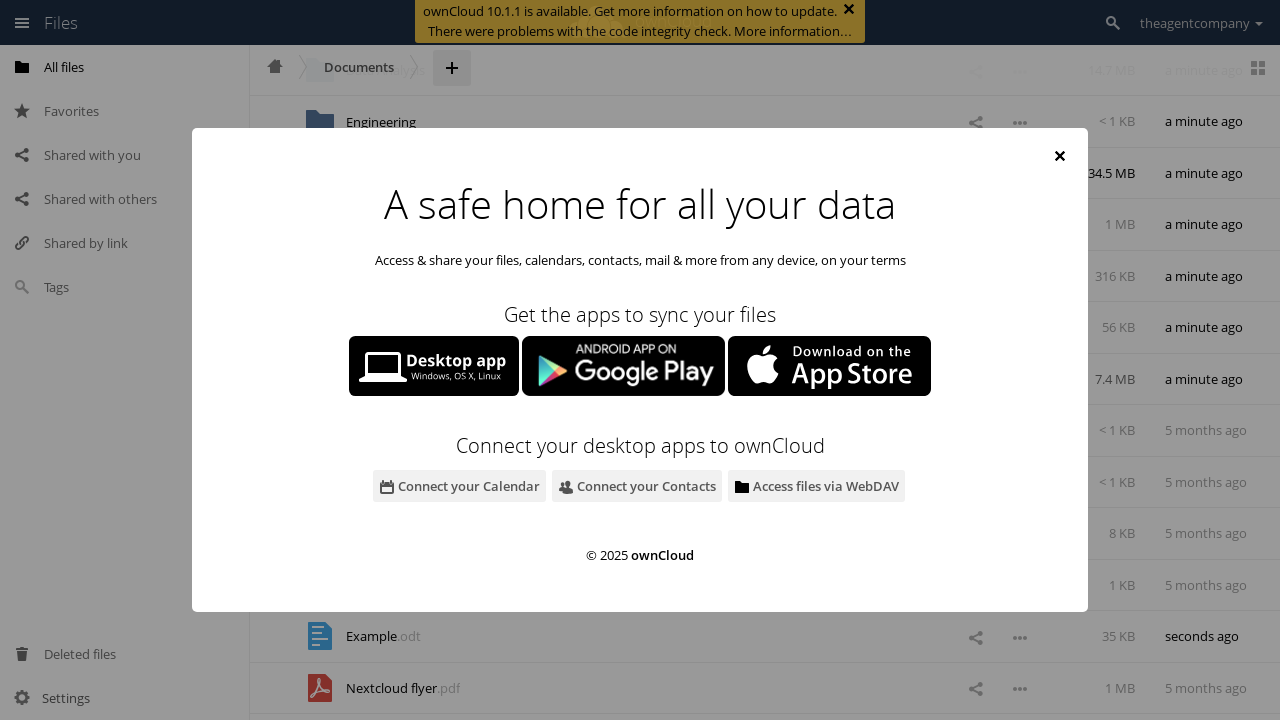 Files
ownCloud 10.1.1 is available. Get more information on how to update.
There were problems with the code integrity check. More information…
theagentcompany
All files
Documents
14.7 MB a minute ago
Favorites
Engineering < 1 KB a minute ago
Shared with you
34.5 MB a minute ago
Shared with others
1 MB a minute ago
Shared by link
316 KB a minute ago
Tags
56 KB a minute ago
7.4 MB a minute ago
< 1 KB 5 months ago
< 1 KB 5 months ago
8 KB 5 months ago
1 KB 5 months ago
A safe home for all your data
Access & share your files, calendars, contacts, mail & more from any device, on your terms
Get the apps to sync your files
Desktop app
Windows, OS X, Linux
ANDROID APP ON
Google Play
Download on the
App Store
Connect your desktop apps to ownCloud
Connect your Calendar
Connect your Contacts
Access files via WebDAV
© 2025 ownCloud
Example.odt 35 KB seconds ago
Deleted files
Nextcloud flyer.pdf 1 MB 5 months ago
Settings